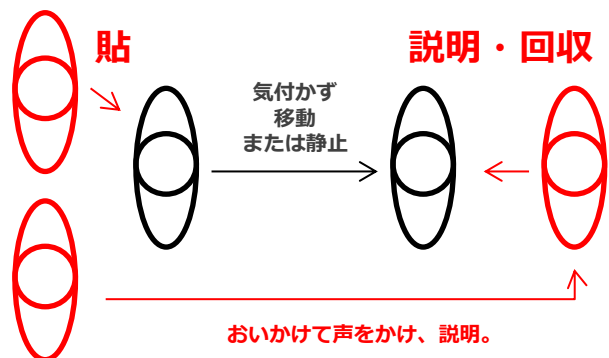 貼
説明・回収
気付かず
移動
または静止
おいかけて声をかけ、説明。